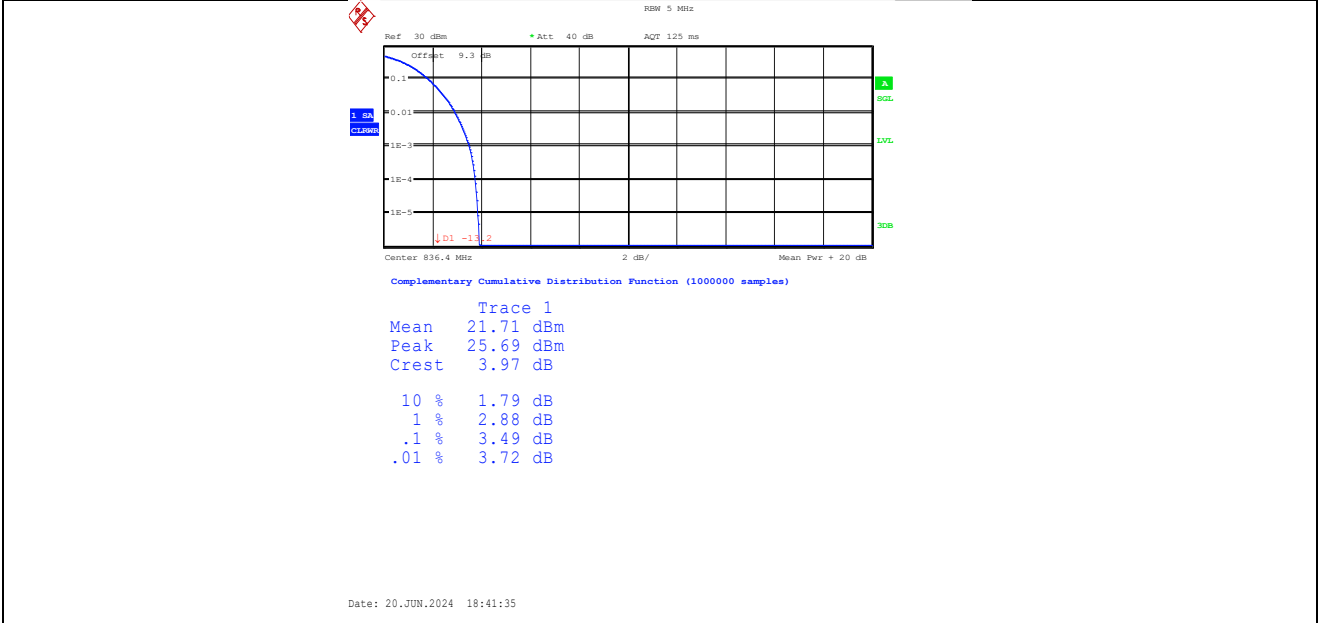 R S
RBW 5 MHz
Ref 30 dBm *Att 40 dB AQT 125 ms
Offset 9.3 dB
0.1
A
SGL
0.01
1 SA
CLRWR
LVL
1E-3
1E-4
1E-5
3DB
↓D1 -13.2
Center 836.4 MHz 2 dB/ Mean Pwr + 20 dB
Complementary Cumulative Distribution Function (1000000 samples)
Trace 1
Mean 21.71 dBm
Peak 25.69 dBm
Crest 3.97 dB
10 % 1.79 dB
1 % 2.88 dB
.1 % 3.49 dB
.01 % 3.72 dB
Date: 20.JUN.2024 18:41:35